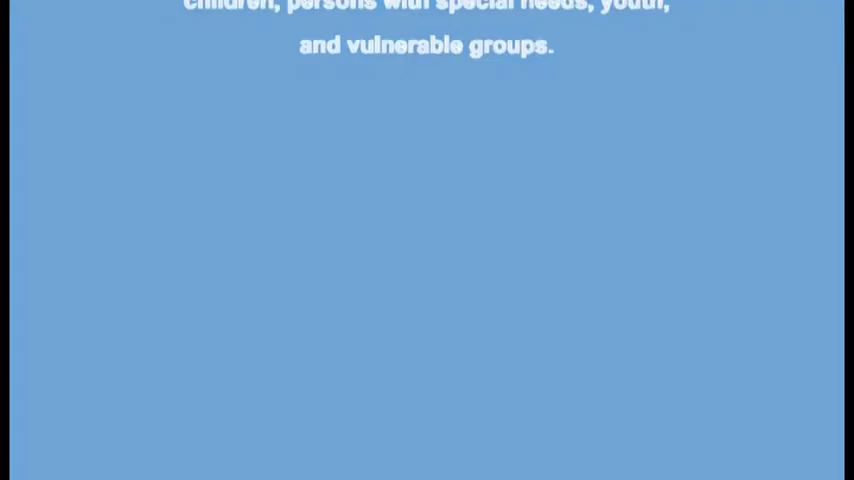 children, persons with special needs, youth,
and vulnerable groups.